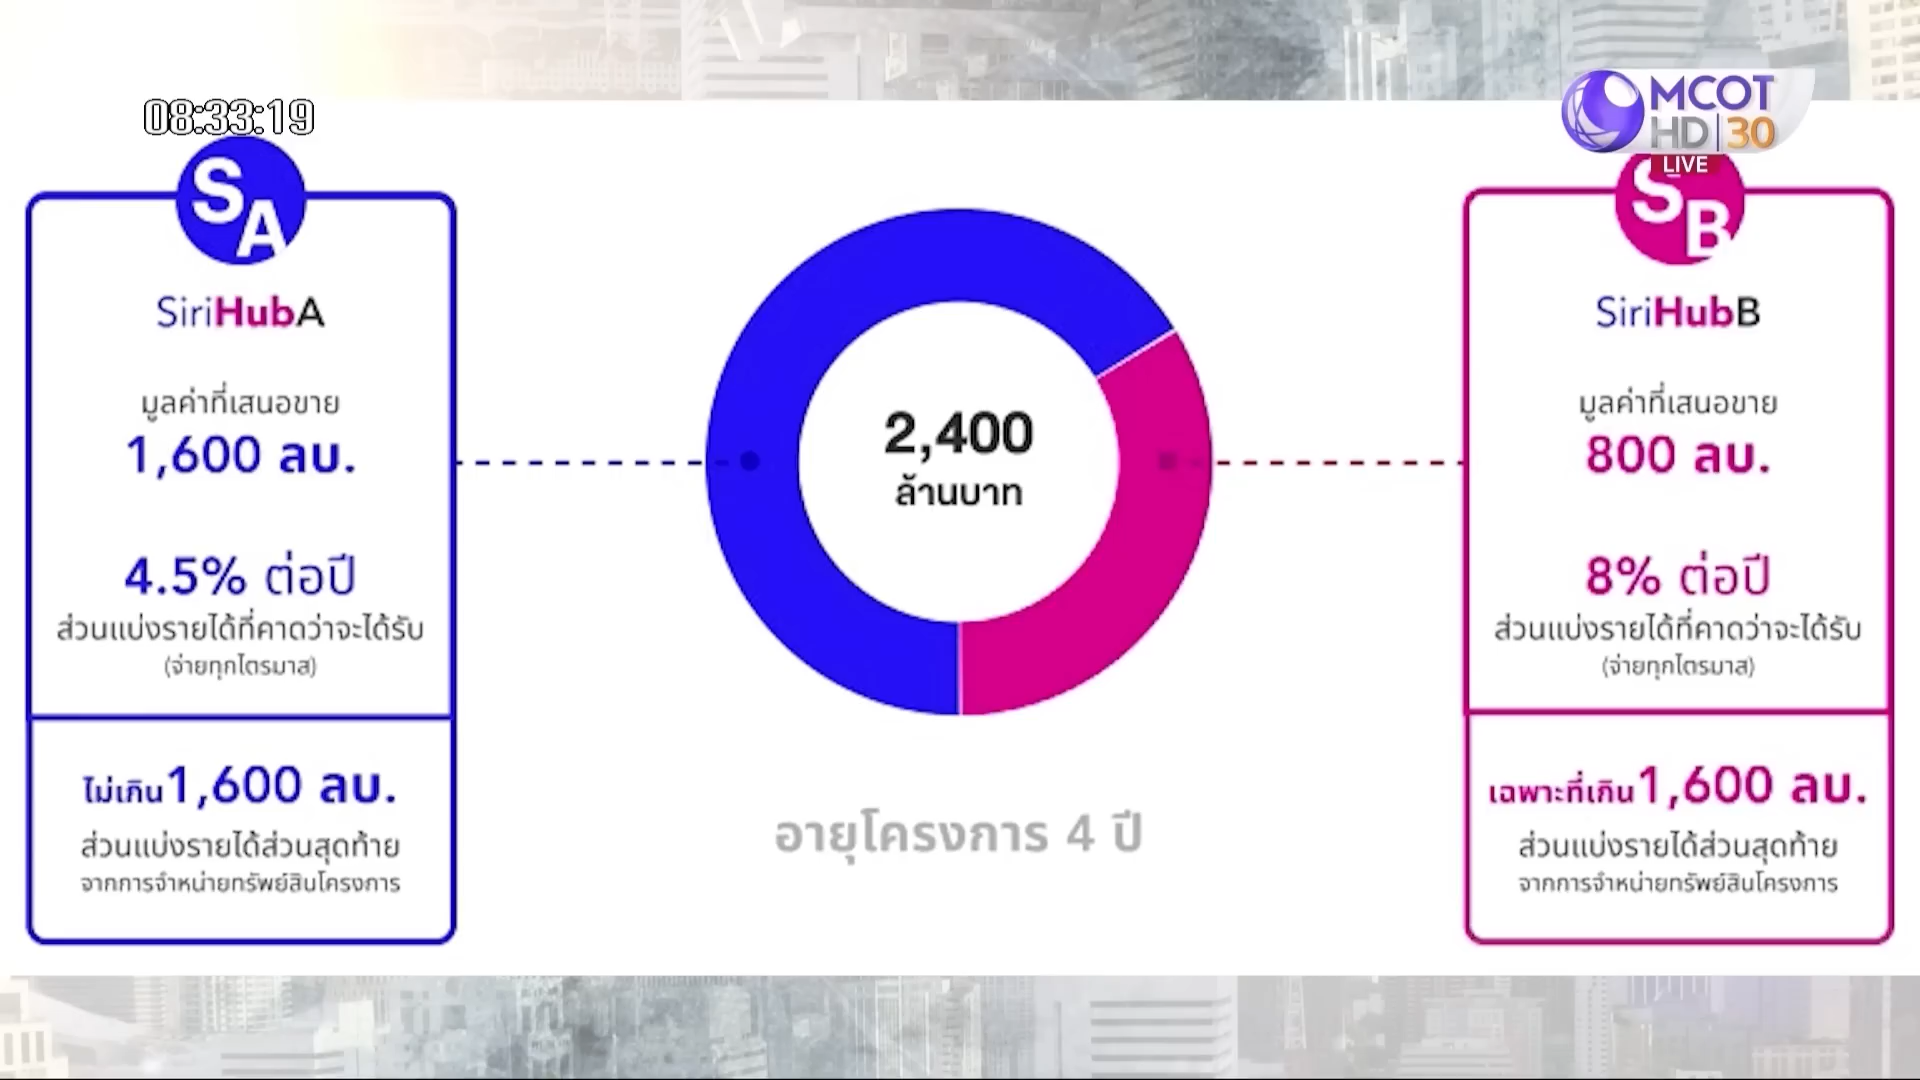 08:33:19
MCOT
HD 30
LIVE
SA
SiriHubA
มูลค่าที่เสนอขาย
1,600 ลบ.
4.5% ต่อปี
ส่วนแบ่งรายได้ที่คาดว่าจะได้รับ
(จ่ายทุกไตรมาส)
ไม่เกิน 1,600 ลบ.
ส่วนแบ่งรายได้ส่วนสุดท้าย
จากการจำหน่ายทรัพย์สินโครงการ
2,400
ล้านบาท
อายุโครงการ 4 ปี
SB
SiriHubB
มูลค่าที่เสนอขาย
800 ลบ.
8% ต่อปี
ส่วนแบ่งรายได้ที่คาดว่าจะได้รับ
(จ่ายทุกไตรมาส)
เฉพาะที่เกิน 1,600 ลบ.
ส่วนแบ่งรายได้ส่วนสุดท้าย
จากการจำหน่ายทรัพย์สินโครงการ